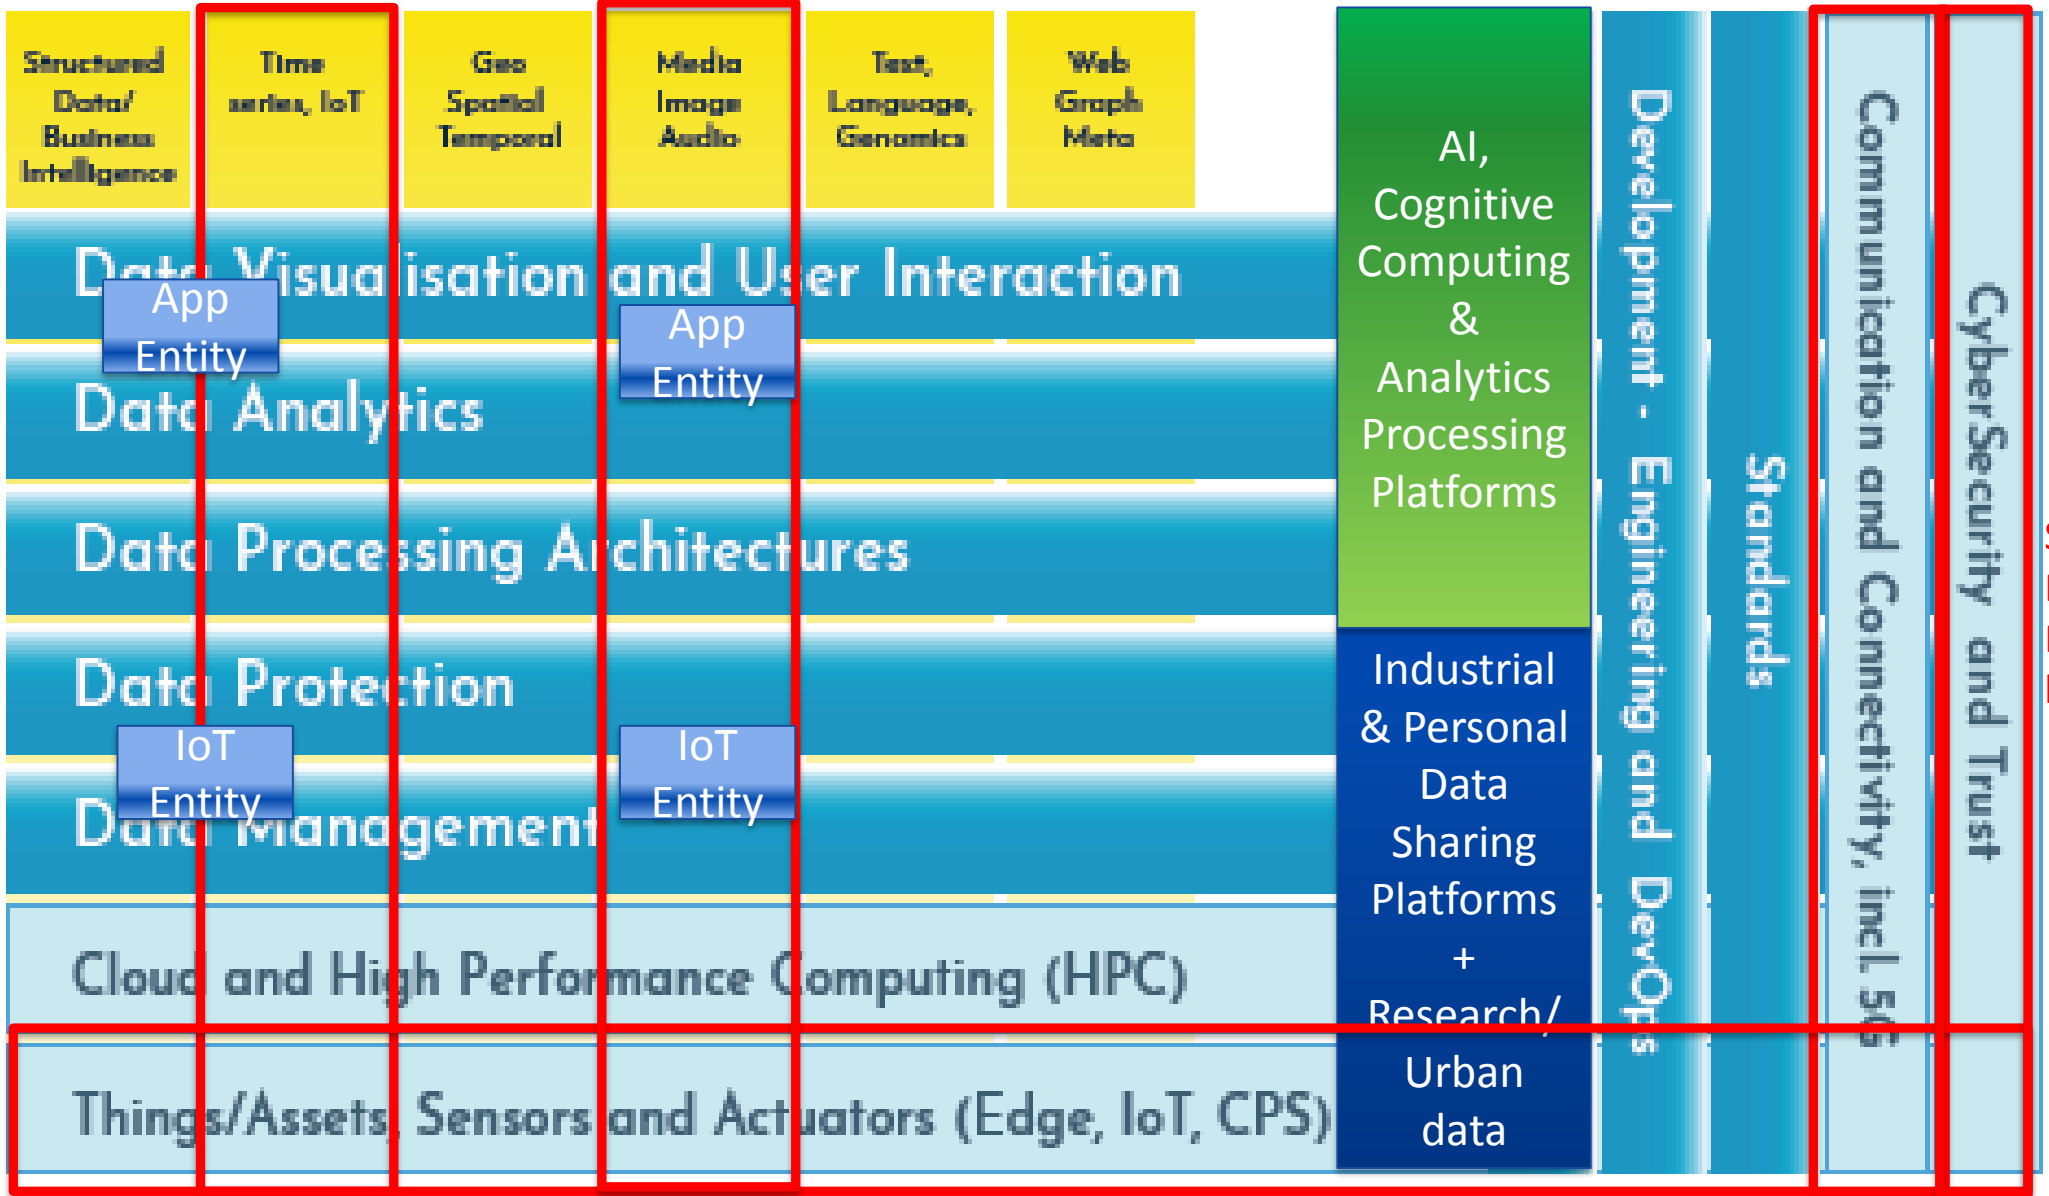 Structured
Data/
Business
Intelligence
Time
series, IoT
Geo
Spatial
Temporal
Media
Image
Audio
Text,
Language,
Genomics
Web
Graph
Meta
Data Visualisation and User Interaction
App
Entity
App
Entity
Data Analytics
Data Processing Architectures
Data Protection
IoT
Entity
IoT
Entity
Data Management
Cloud and High Performance Computing (HPC)
Things/Assets, Sensors and Actuators (Edge, IoT, CPS)
AI,
Cognitive
Computing
&
Analytics
Processing
Platforms
Industrial
& Personal
Data
Sharing
Platforms
+
Research/
Urban
data
Development - Engineering and DevOps
Standards
Communication and Connectivity, incl. 5G
CyberSecurity and Trust